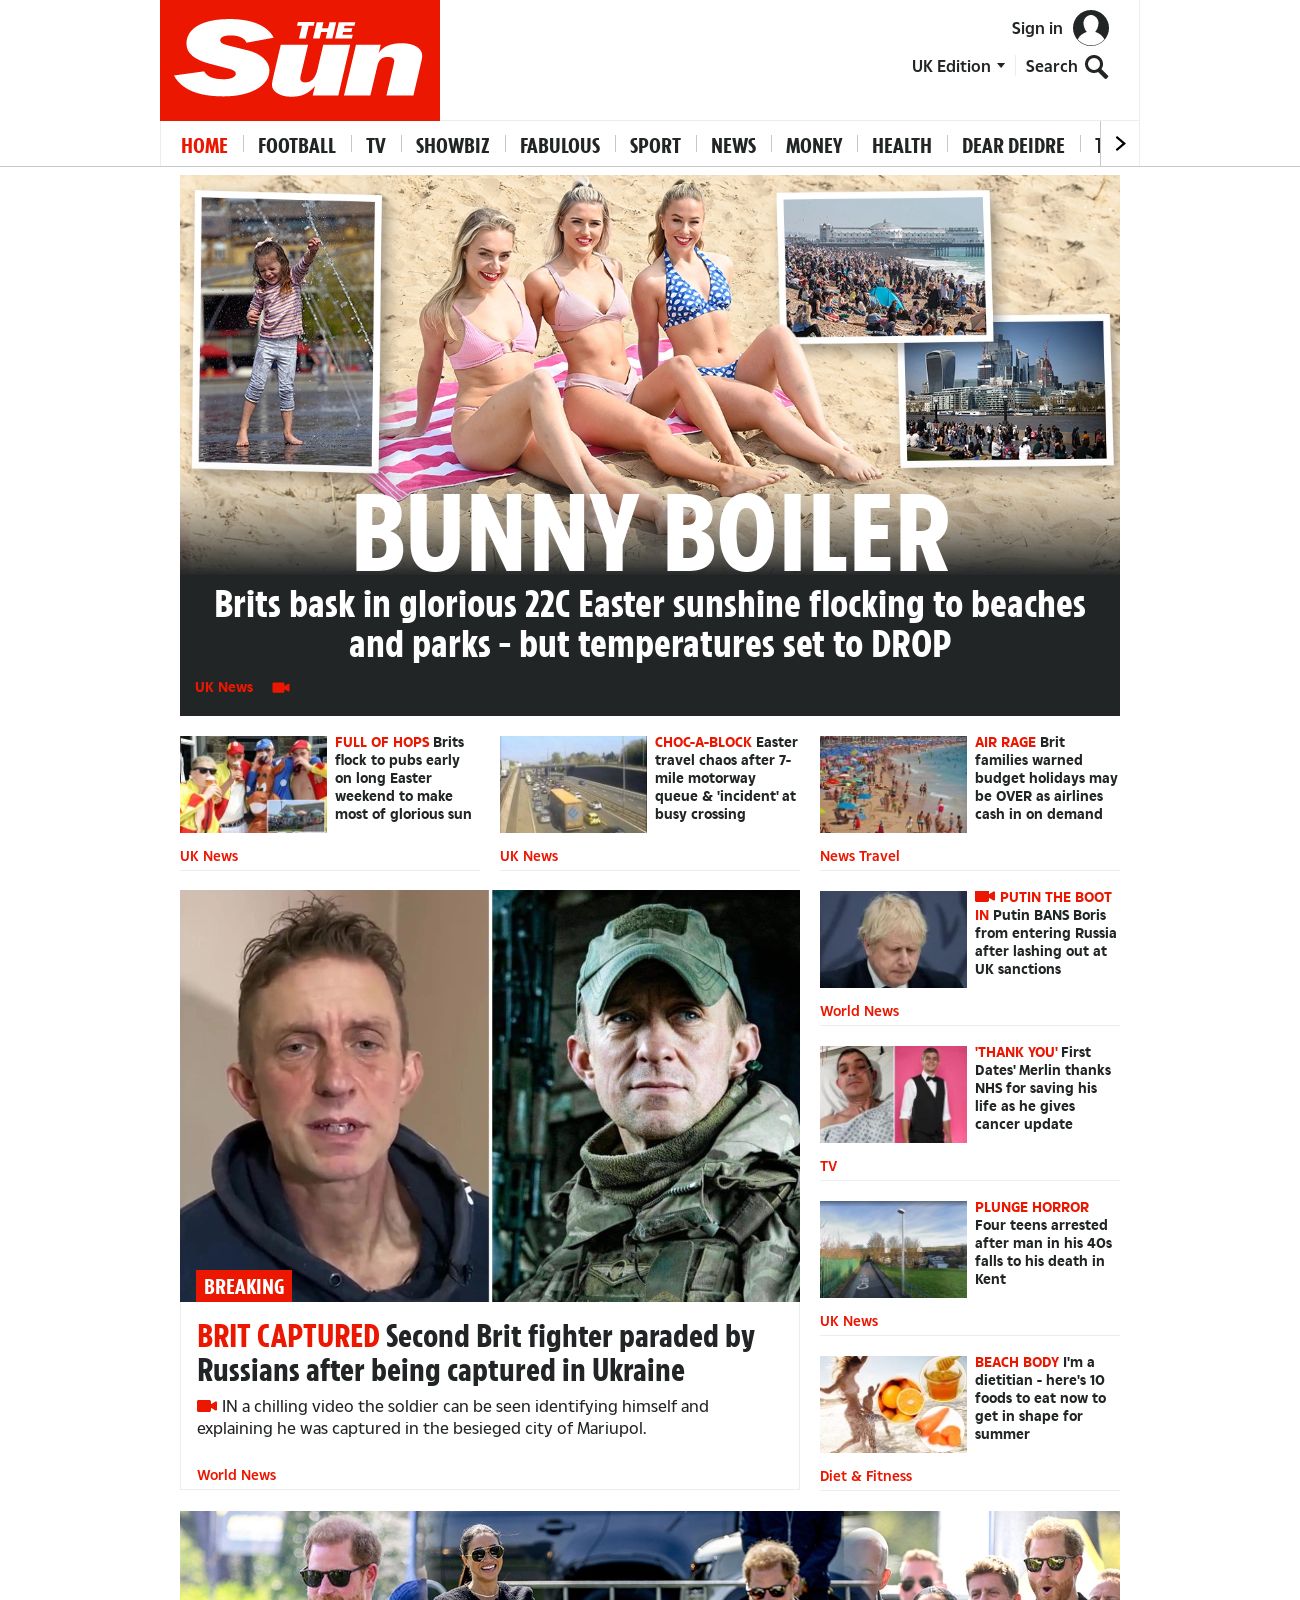 THE
Sun
Sign in
UK Edition
Search
HOME
FOOTBALL
TV
SHOWBIZ
FABULOUS
SPORT
NEWS
MONEY
HEALTH
DEAR DEIDRE
BUNNY BOILER
Brits bask in glorious 22C Easter sunshine flocking to beaches
and parks - but temperatures set to DROP
UK News
FULL OF HOPS Brits
flock to pubs early
on long Easter
weekend to make
most of glorious sun
UK News
CHOC-A-BLOCK Easter
travel chaos after 7-
mile motorway
queue & 'incident' at
busy crossing
UK News
AIR RAGE Brit
families warned
budget holidays may
be OVER as airlines
cash in on demand
News Travel
BREAKING
BRIT CAPTURED Second Brit fighter paraded by
Russians after being captured in Ukraine
IN a chilling video the soldier can be seen identifying himself and
explaining he was captured in the besieged city of Mariupol.
World News
PUTIN THE BOOT
IN Putin BANS Boris
from entering Russia
after lashing out at
UK sanctions
World News
'THANK YOU' First
Dates' Merlin thanks
NHS for saving his
life as he gives
cancer update
TV
PLUNGE HORROR
Four teens arrested
after man in his 40s
falls to his death in
Kent
UK News
BEACH BODY I'm a
dietitian - here's 10
foods to eat now to
get in shape for
summer
Diet & Fitness